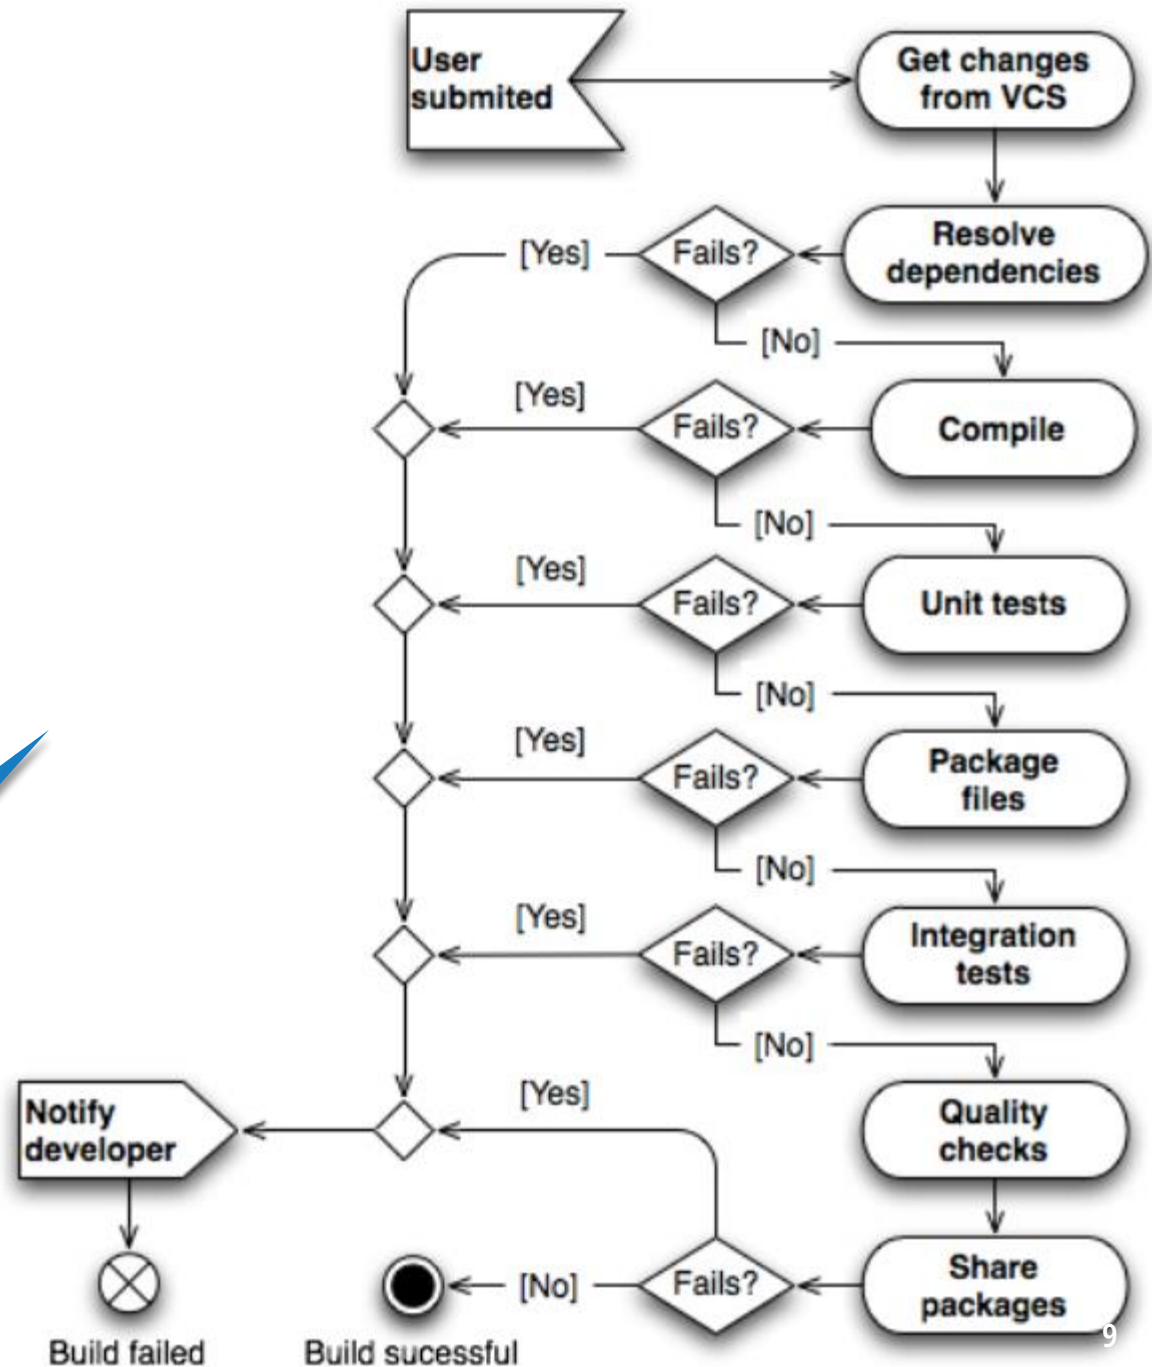 User
submited
Get changes
from VCS
[Yes]
Fails?
Resolve
dependencies
[No]
[Yes]
Fails?
Compile
[No]
[Yes]
Fails?
Unit tests
[No]
[Yes]
Fails?
Package
files
[No]
[Yes]
Fails?
Integration
tests
[No]
Notify
developer
[Yes]
Quality
checks
[No]
Fails?
Share
packages
9
Build failed
Build sucessful